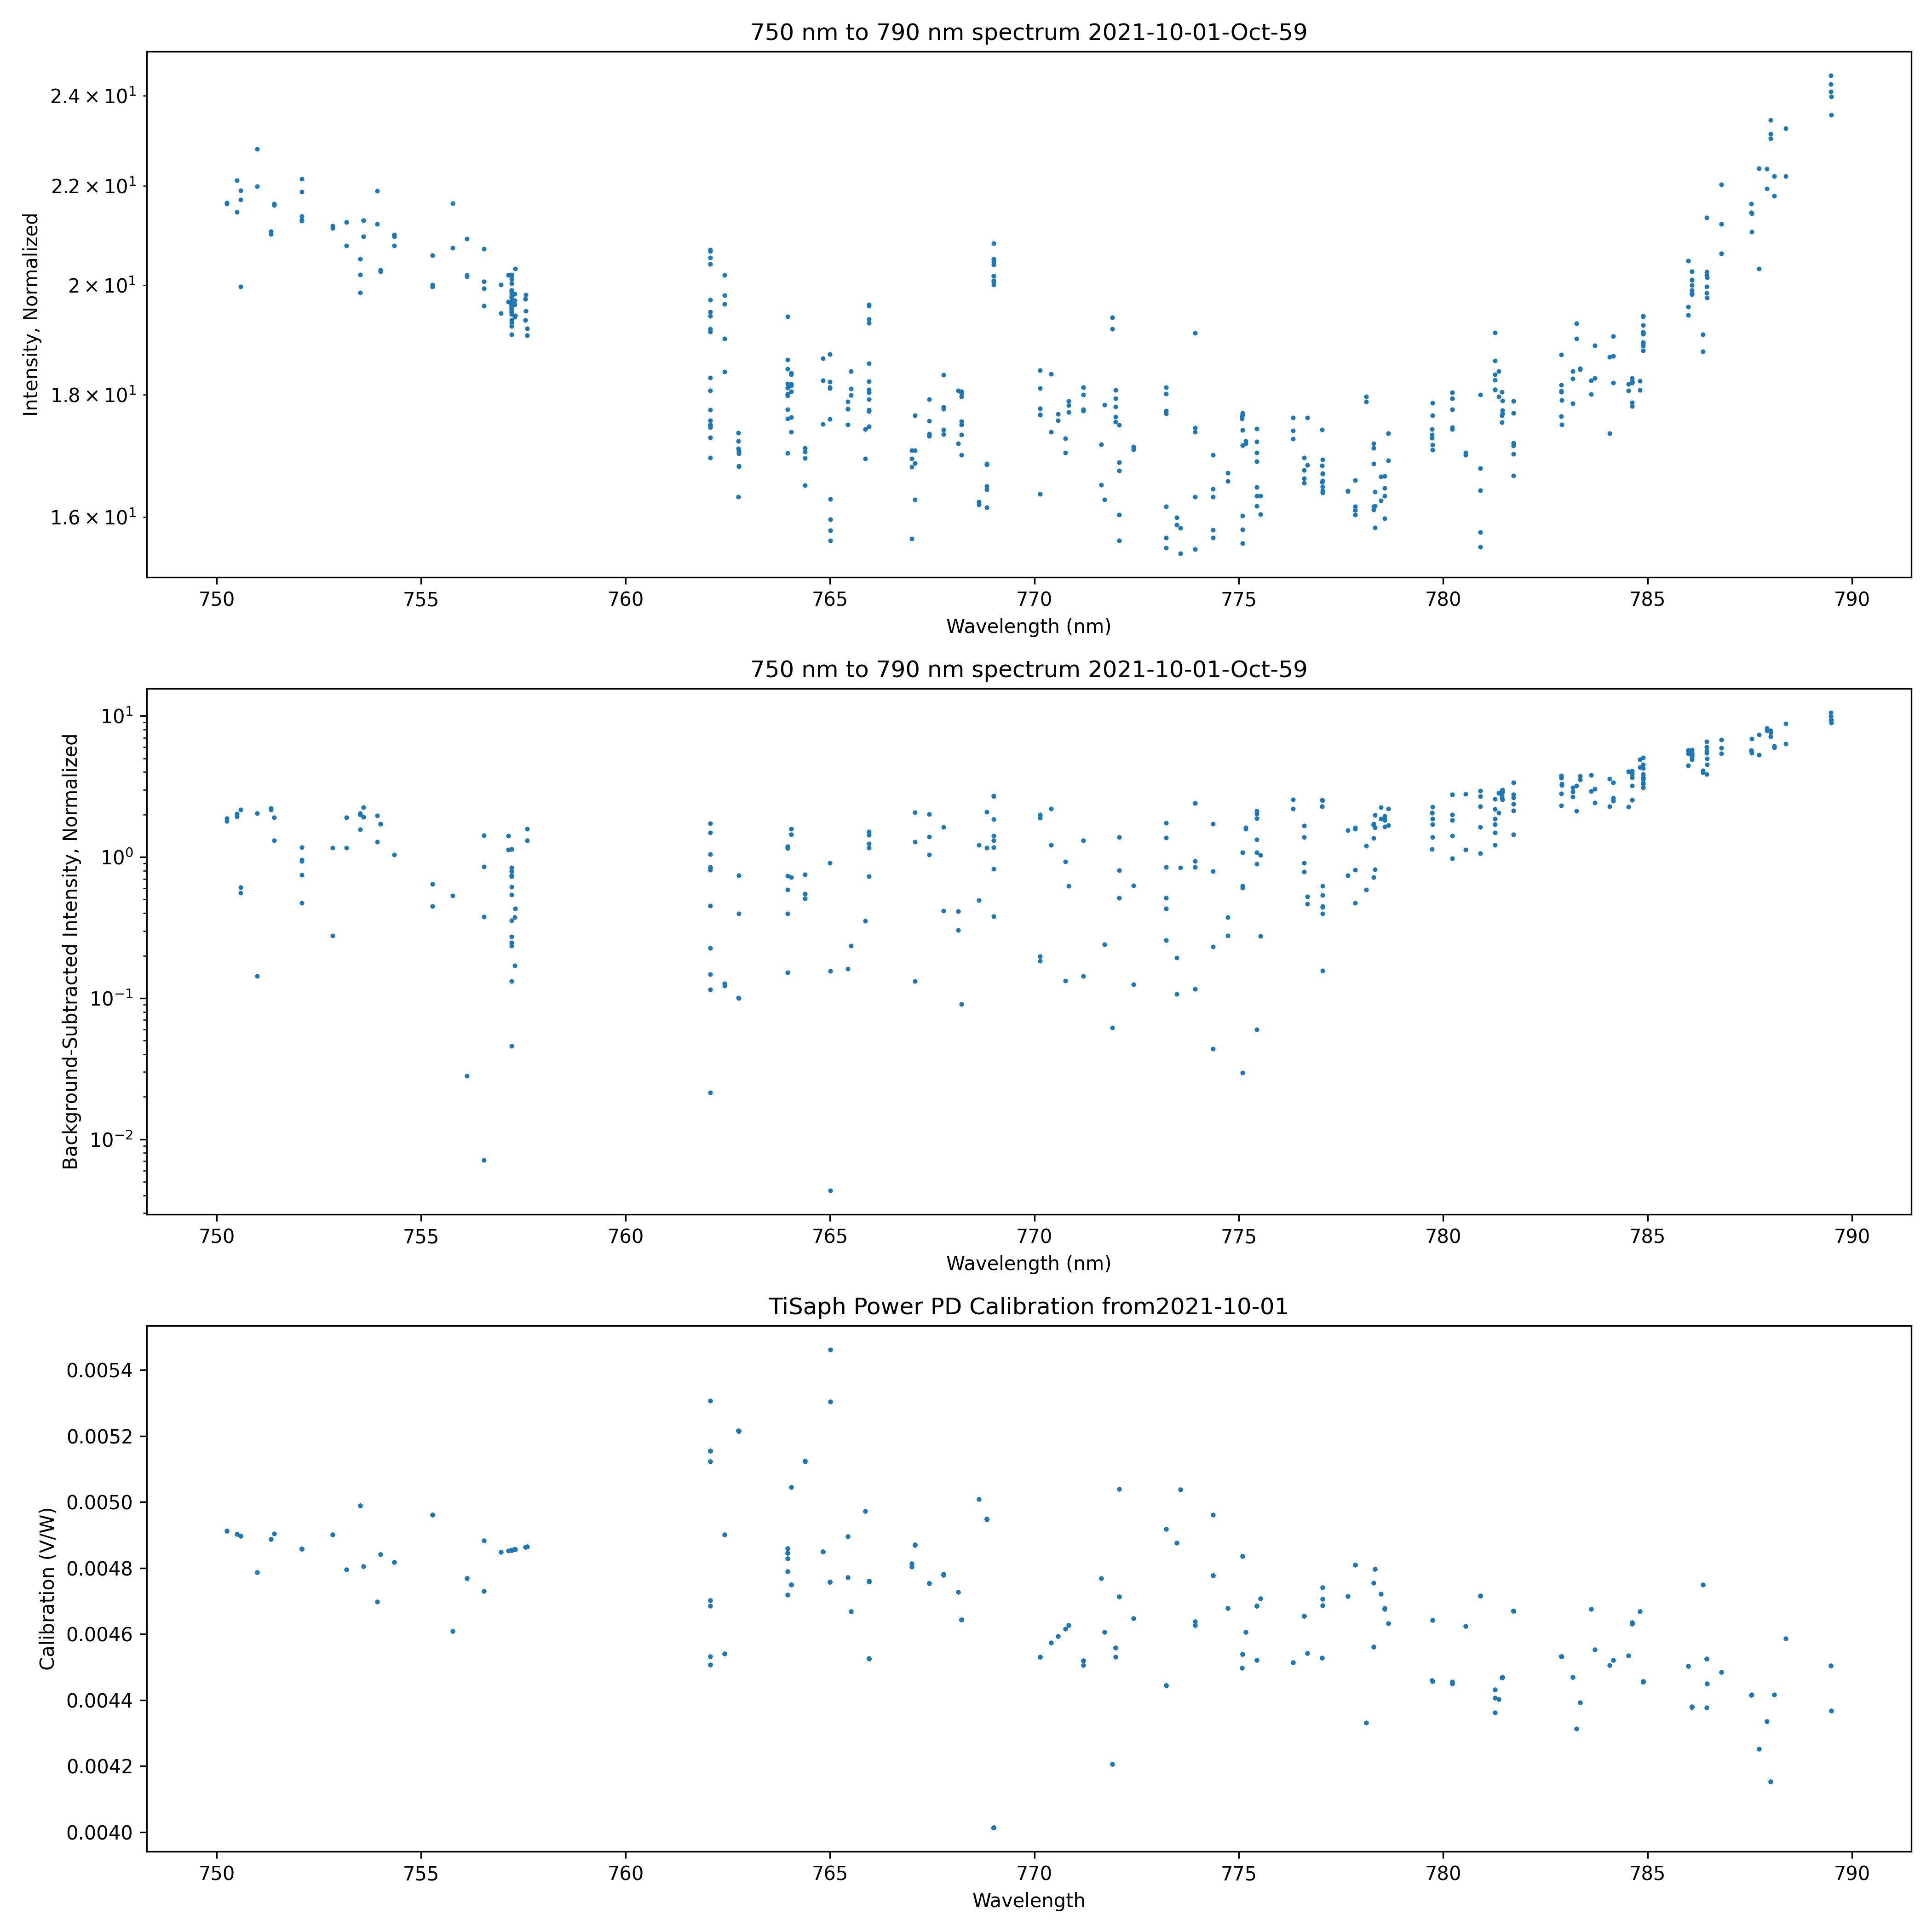 750 nm to 790 nm spectrum 2021-10-01-Oct-59
Intensity, Normalized
2.4 × 10¹
2.2 × 10¹
2 × 10¹
1.8 × 10¹
1.6 × 10¹
750 755 760 765 770 775 780 785 790
Wavelength (nm)
750 nm to 790 nm spectrum 2021-10-01-Oct-59
Background-Subtracted Intensity, Normalized
10¹
10⁰
10⁻¹
10⁻²
750 755 760 765 770 775 780 785 790
Wavelength (nm)
TiSaph Power PD Calibration from2021-10-01
Calibration (V/W)
0.0054
0.0052
0.0050
0.0048
0.0046
0.0044
0.0042
0.0040
750 755 760 765 770 775 780 785 790
Wavelength